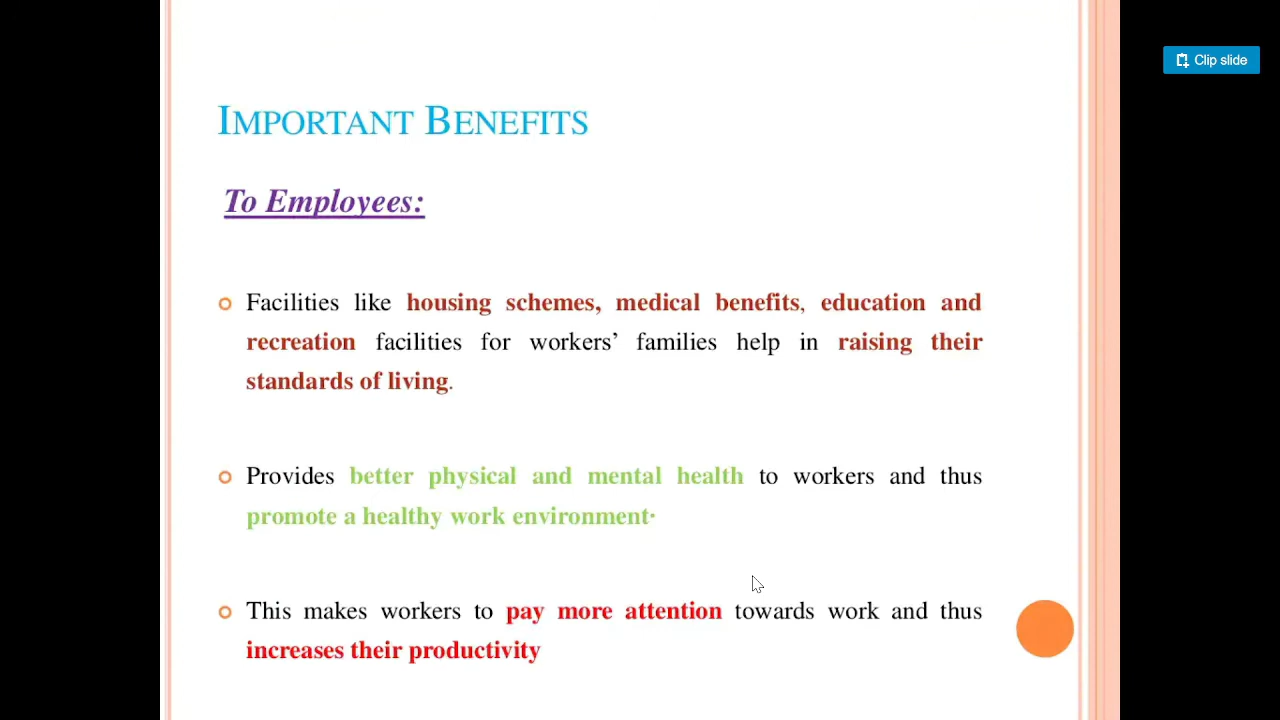 Clip slide
IMPORTANT BENEFITS
To Employees:
Facilities like housing schemes, medical benefits, education and
recreation facilities for workers’ families help in raising their
standards of living.
Provides better physical and mental health to workers and thus
promote a healthy work environment·
This makes workers to pay more attention towards work and thus
increases their productivity